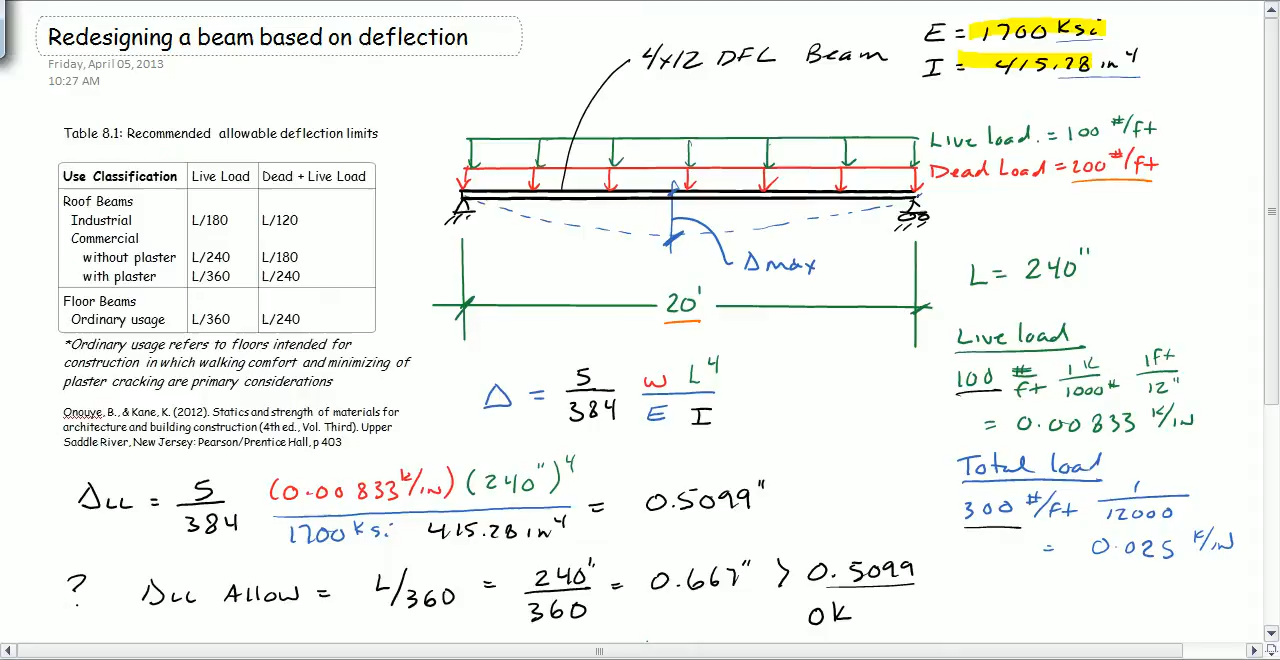 Redesigning a beam based on deflection
Friday, April 05, 2013
10:27 AM
E = 1700 Ksi
I = 415.28 in⁴
4x12 DFL Beam
Live load. = 100 #/ft
Dead Load = 200 #/ft
Table 8.1: Recommended allowable deflection limits
Use Classification Live Load Dead + Live Load
Roof Beams
Industrial L/180 L/120
Commercial
without plaster L/240 L/180
with plaster L/360 L/240
Floor Beams
Ordinary usage L/360 L/240
*Ordinary usage refers to floors intended for
construction in which walking comfort and minimizing of
plaster cracking are primary considerations
Onouye. B., & Kane, K. (2012). Statics and strength of materials for
architecture and building construction (4th ed., Vol. Third). Upper
Saddle River, New Jersey: Pearson/Prentice Hall, p 403
Δ max
20'
L = 240"
Δ = 5/384 w L⁴ / E I
Live load
100 #/ft 1 K/1000 # 1 ft/12"
= 0.00833 K/IN
Total load
300 #/ft 1/12000
= 0.025 K/IN
ΔLL = 5/384 (0.00833 K/IN) (240")⁴ / 1700 Ksi 415.28 IN⁴ = 0.5099"
? ΔLL ALLOW = L/360 = 240"/360 = 0.667" > 0.5099
OK